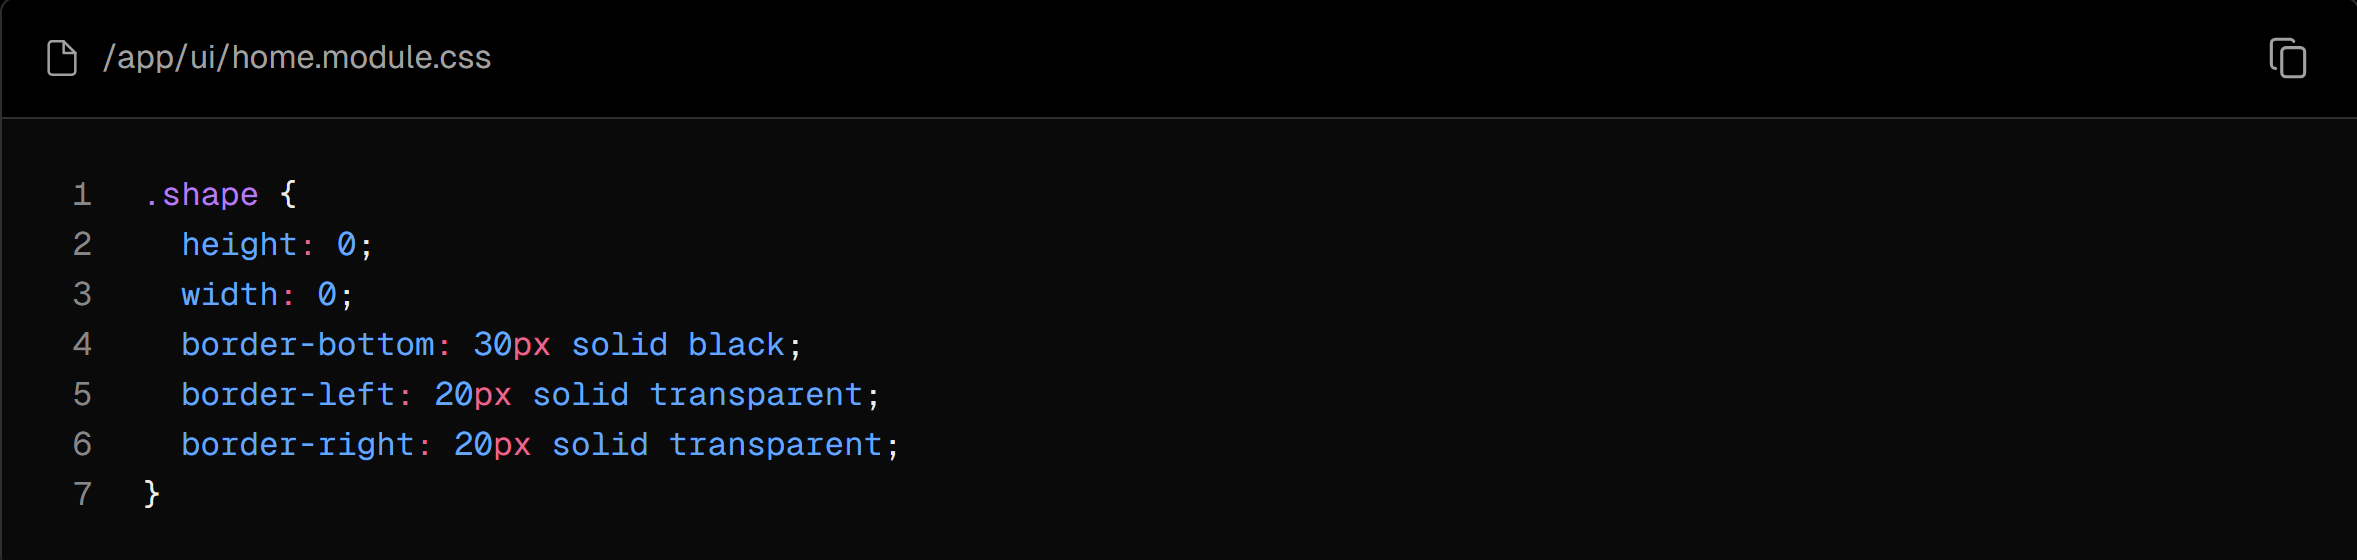 /app/ui/home.module.css
1 .shape {
2   height: 0;
3   width: 0;
4   border-bottom: 30px solid black;
5   border-left: 20px solid transparent;
6   border-right: 20px solid transparent;
7 }